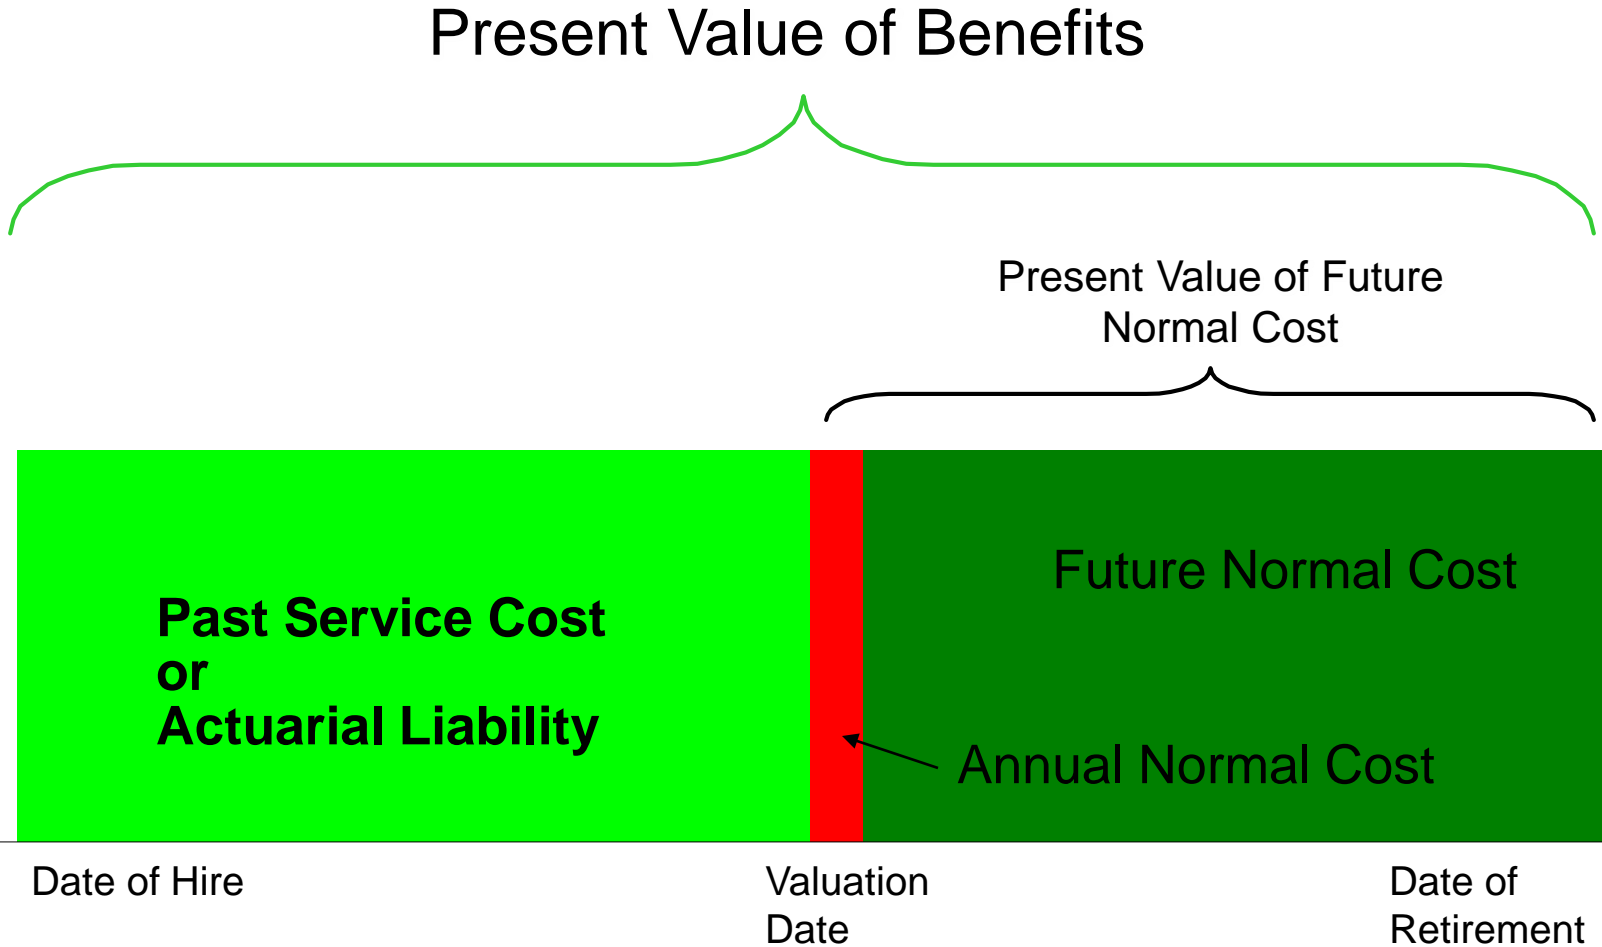 Present Value of Benefits
Present Value of Future
Normal Cost
Future Normal Cost
Past Service Cost
or
Actuarial Liability
Annual Normal Cost
Date of Hire
Valuation
Date
Date of
Retirement